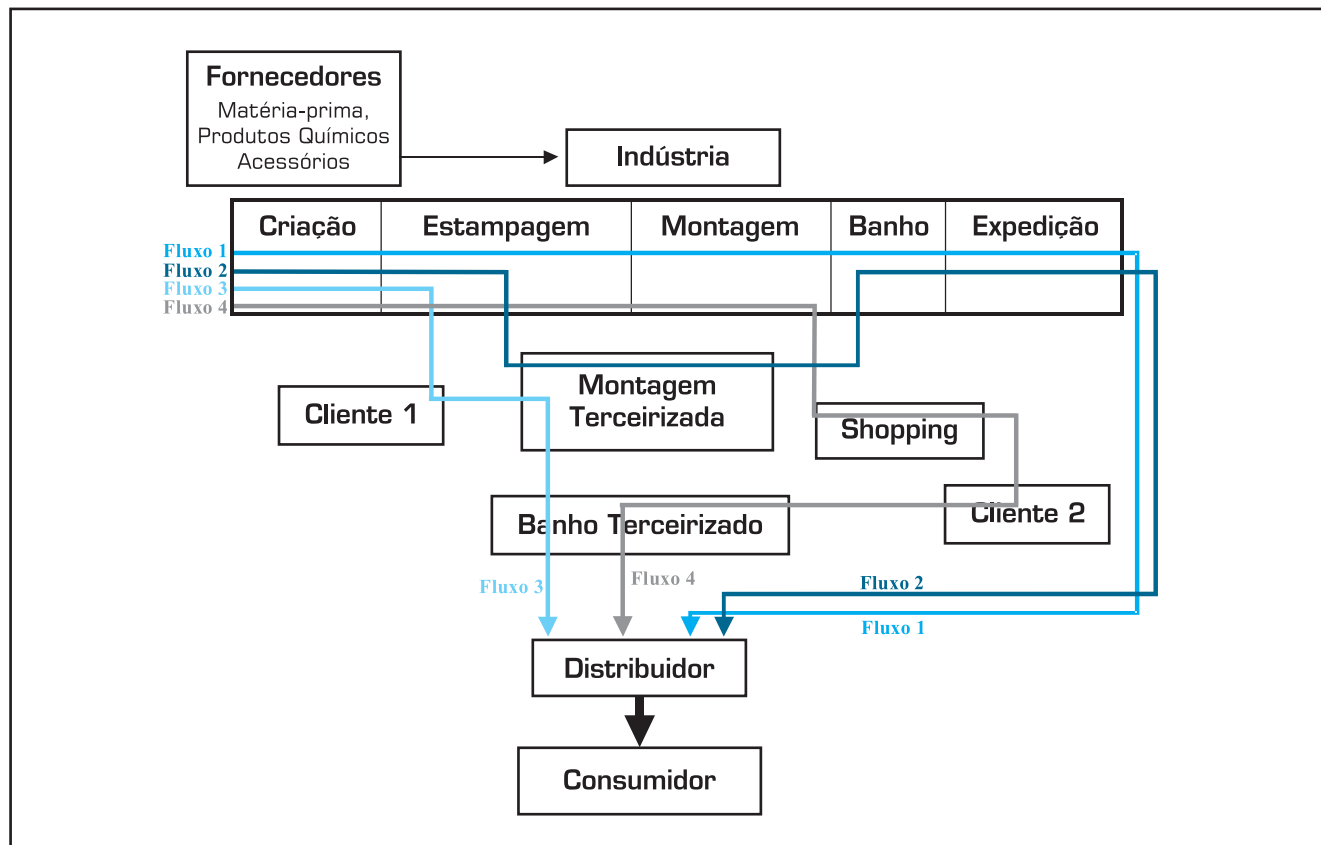 Fornecedores
Matéria-prima,
Produtos Químicos
Acessórios
Indústria
Criação
Estampagem
Montagem
Banho
Expedição
Fluxo 1
Fluxo 2
Fluxo 3
Fluxo 4
Montagem
Terceirizada
Cliente 1
Shopping
Banho Terceirizado
Cliente 2
Fluxo 3
Fluxo 4
Fluxo 2
Fluxo 1
Distribuidor
Consumidor